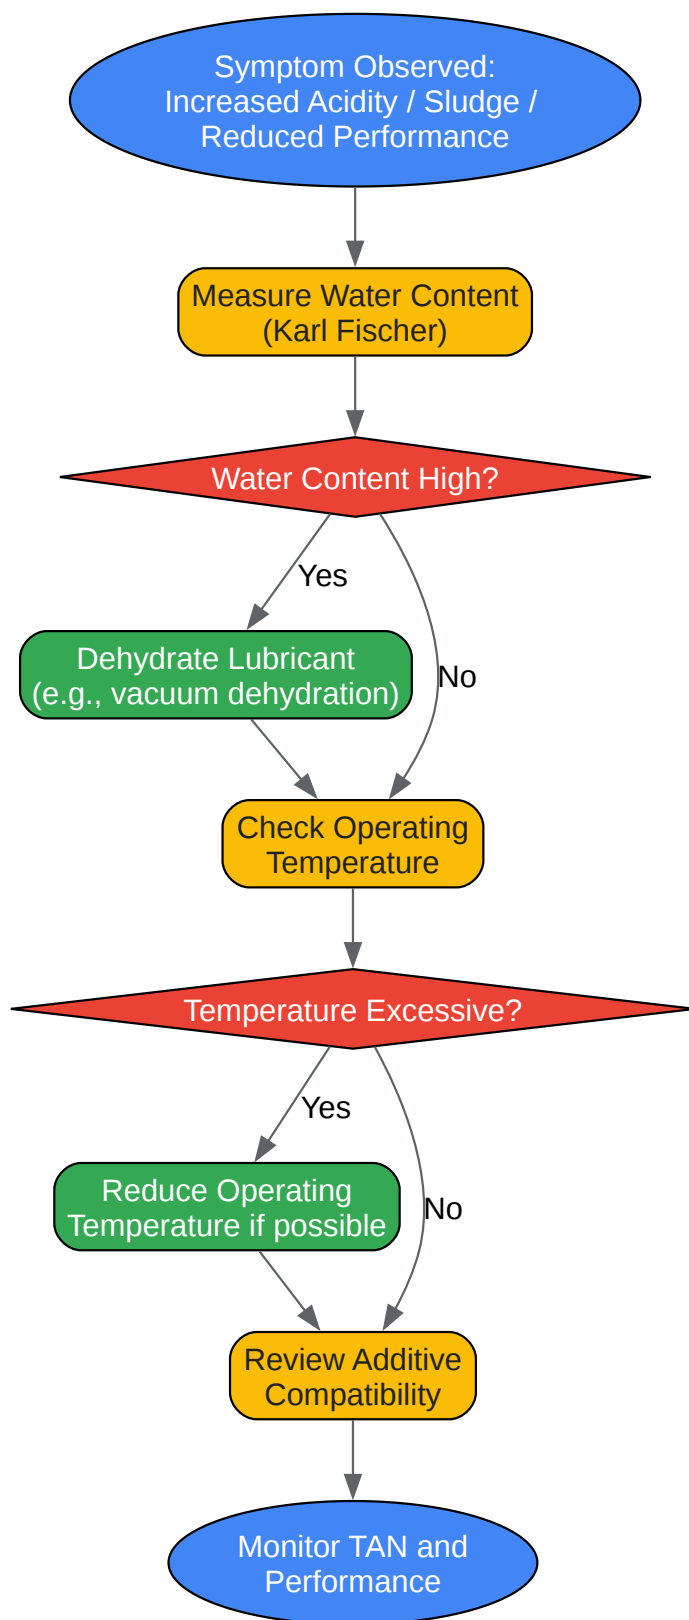 Symptom Observed:
Increased Acidity / Sludge /
Reduced Performance
Measure Water Content
(Karl Fischer)
Water Content High?
Yes
Dehydrate Lubricant
(e.g., vacuum dehydration)
No
Check Operating
Temperature
Temperature Excessive?
Yes
Reduce Operating
Temperature if possible
No
Review Additive
Compatibility
Monitor TAN and
Performance